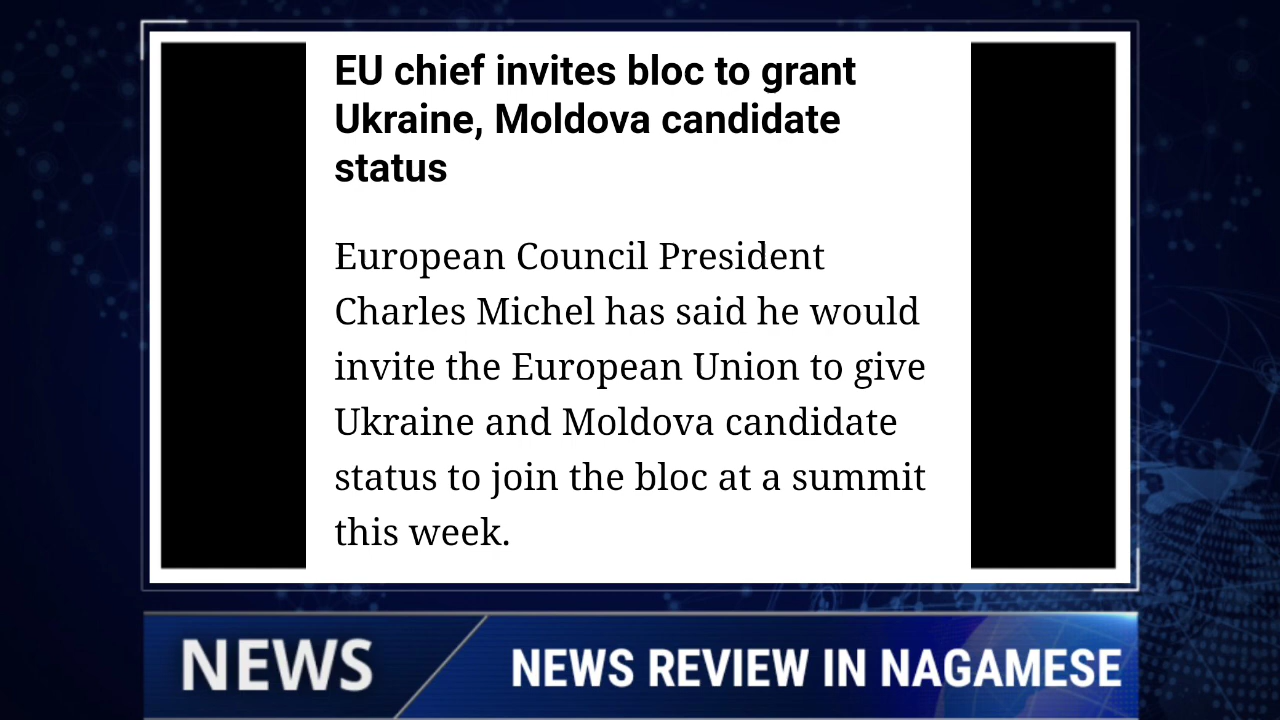 EU chief invites bloc to grant
Ukraine, Moldova candidate
status
European Council President
Charles Michel has said he would
invite the European Union to give
Ukraine and Moldova candidate
status to join the bloc at a summit
this week.
NEWS
NEWS REVIEW IN NAGAMESE